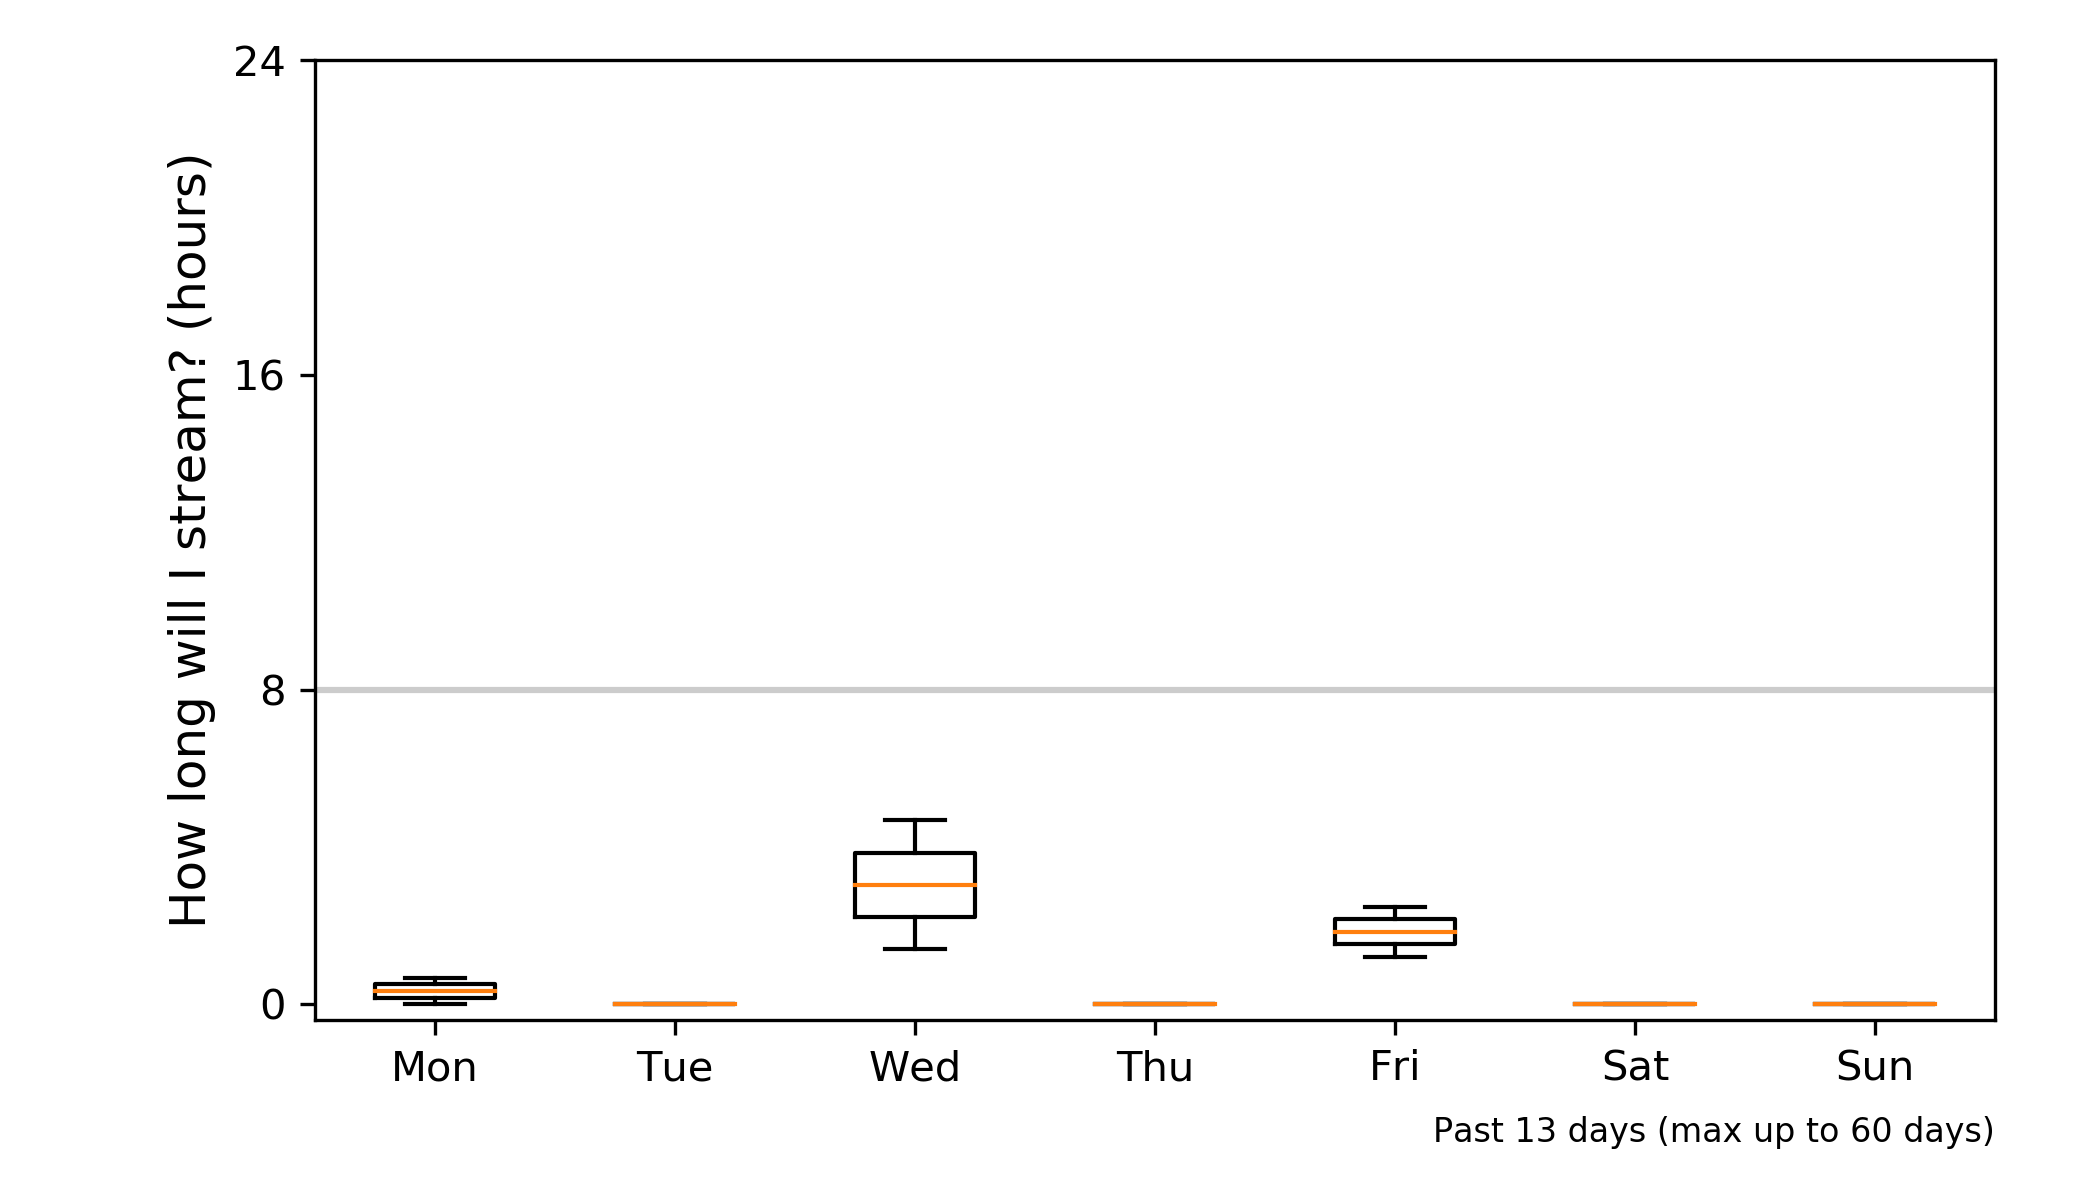 How long will I stream? (hours)
24
16
8
0
Mon Tue Wed Thu Fri Sat Sun
Past 13 days (max up to 60 days)